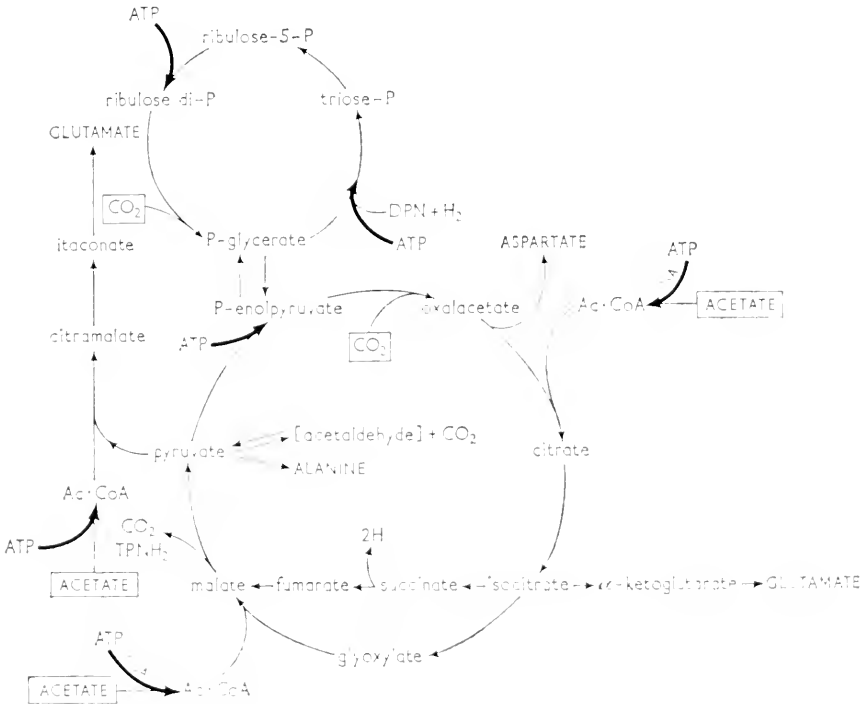 ATP
ribulose-5-P
ribulose di-P
triose-P
GLUTAMATE
CO₂
DPN + H₂
itaconate
P-glycerate
ATP
ASPARTATE
ATP
P-enolpyruvate
oxalacetate
Ac·CoA
ACETATE
citramalate
ATP
CO₂
pyruvate
[acetaldehyde] + CO₂
citrate
ALANINE
Ac·CoA
ATP
CO₂
TPNH₂
2H
ACETATE
malate
fumarate
succinate
isocitrate
α-ketoglutarate
GLUTAMATE
ATP
glyoxylate
ACETATE
Ac·CoA